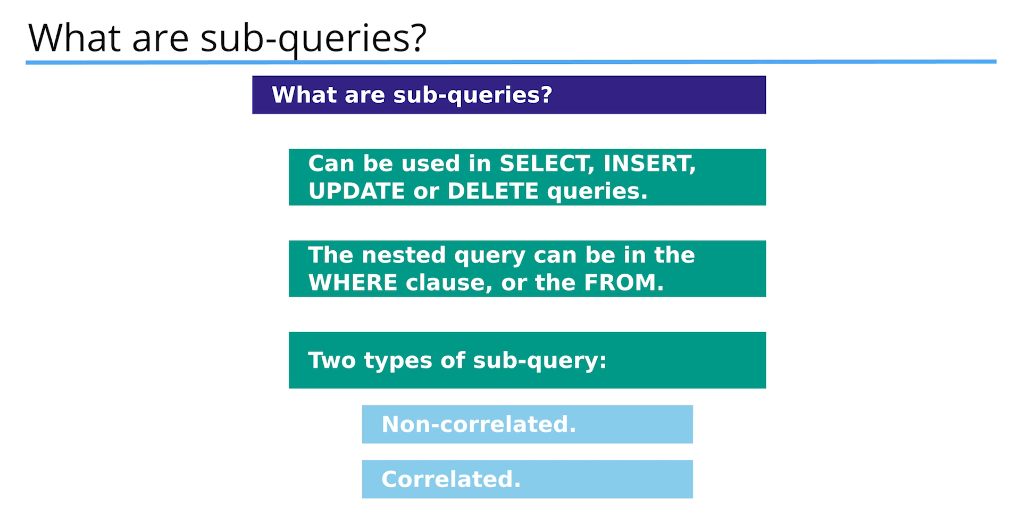 What are sub-queries?
What are sub-queries?
Can be used in SELECT, INSERT,
UPDATE or DELETE queries.
The nested query can be in the
WHERE clause, or the FROM.
Two types of sub-query:
Non-correlated.
Correlated.